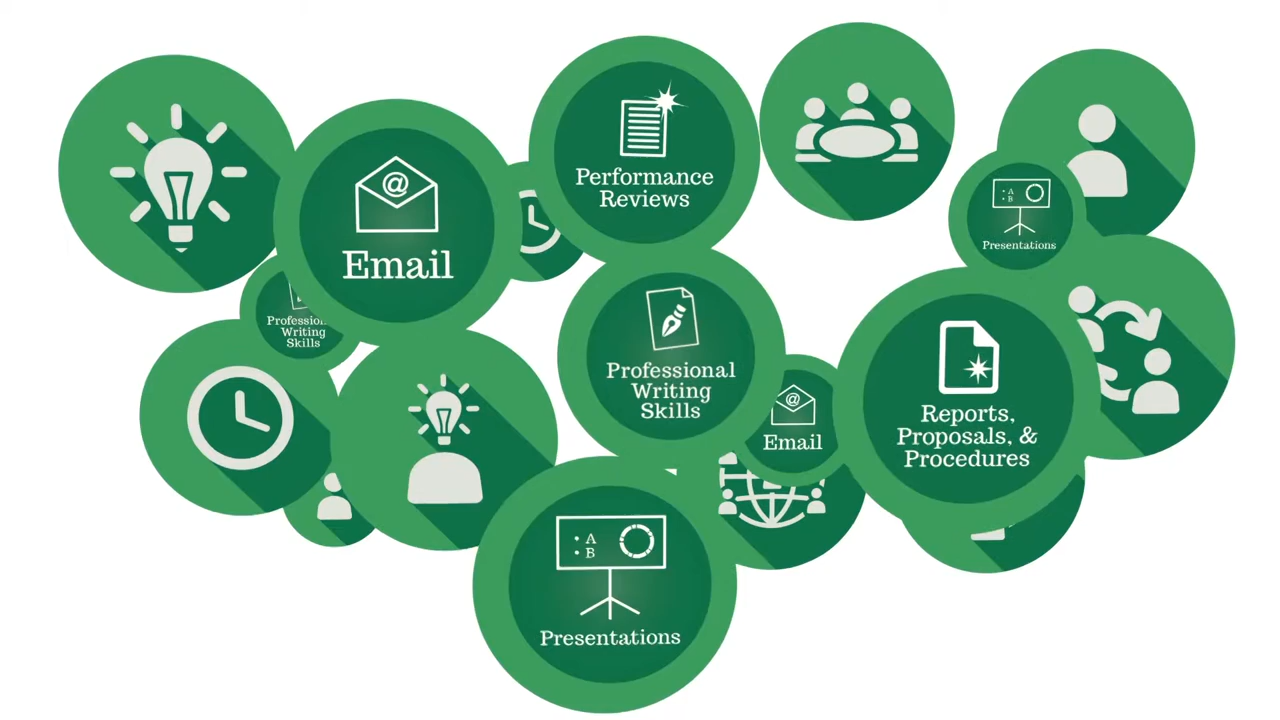 Email
Performance
Reviews
Presentations
A
B
Professional
Writing
Skills
Professional
Writing
Skills
Email
Reports,
Proposals, &
Procedures
A
B
Presentations